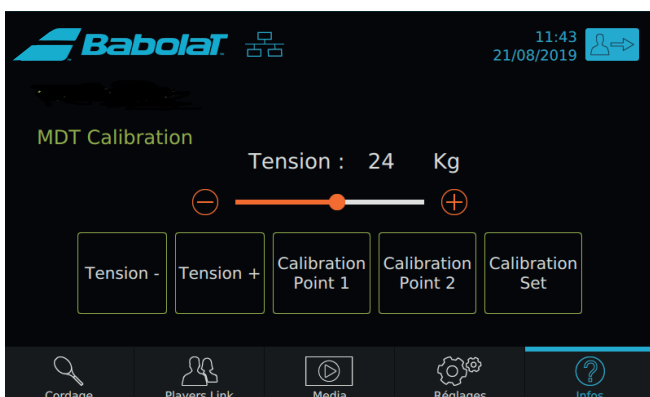 BaboLaT
11:43
21/08/2019
MDT Calibration
Tension : 24 Kg
Tension -
Tension +
Calibration
Point 1
Calibration
Point 2
Calibration
Set
Cordage
Players Link
Media
Réglages
Infos